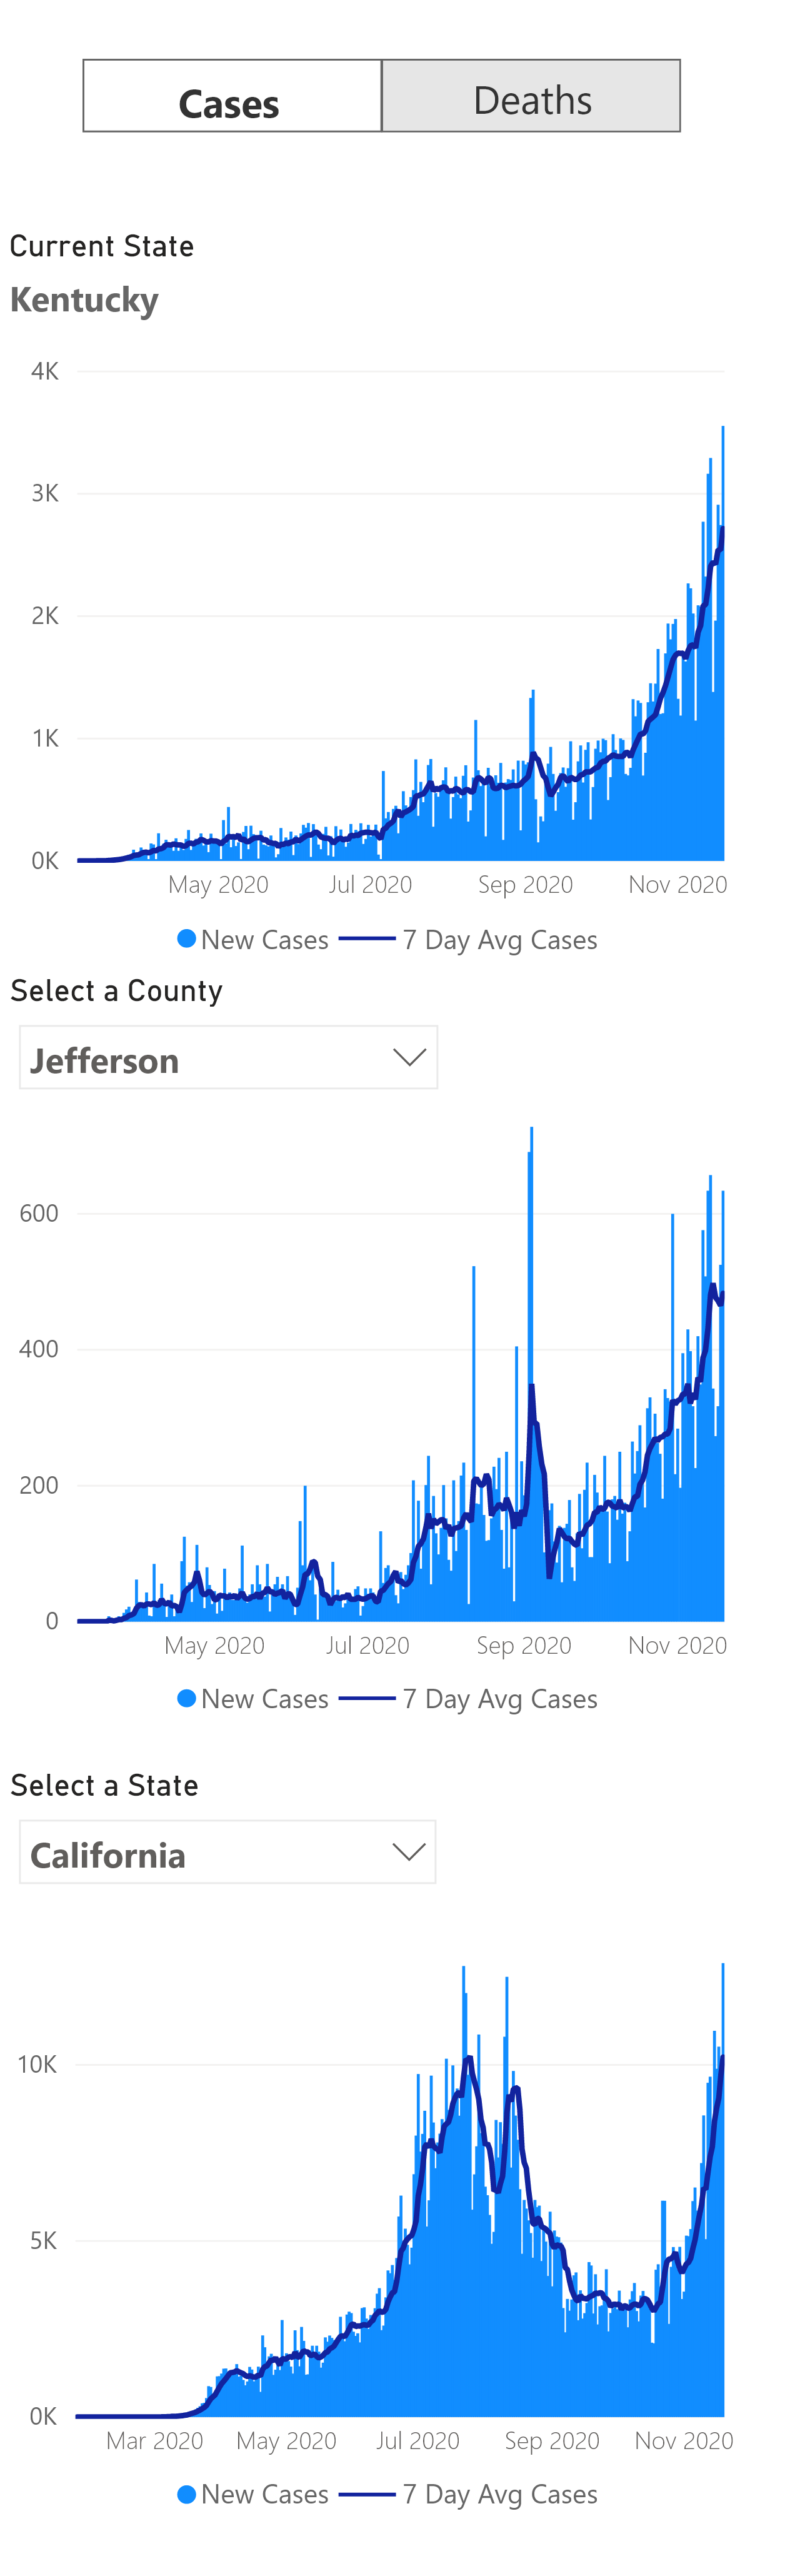 Cases Deaths
Current State
Kentucky
4K
3K
2K
1K
0K
May 2020 Jul 2020 Sep 2020 Nov 2020
New Cases 7 Day Avg Cases
Select a County
Jefferson
600
400
200
0
May 2020 Jul 2020 Sep 2020 Nov 2020
New Cases 7 Day Avg Cases
Select a State
California
10K
5K
0K
Mar 2020 May 2020 Jul 2020 Sep 2020 Nov 2020
New Cases 7 Day Avg Cases